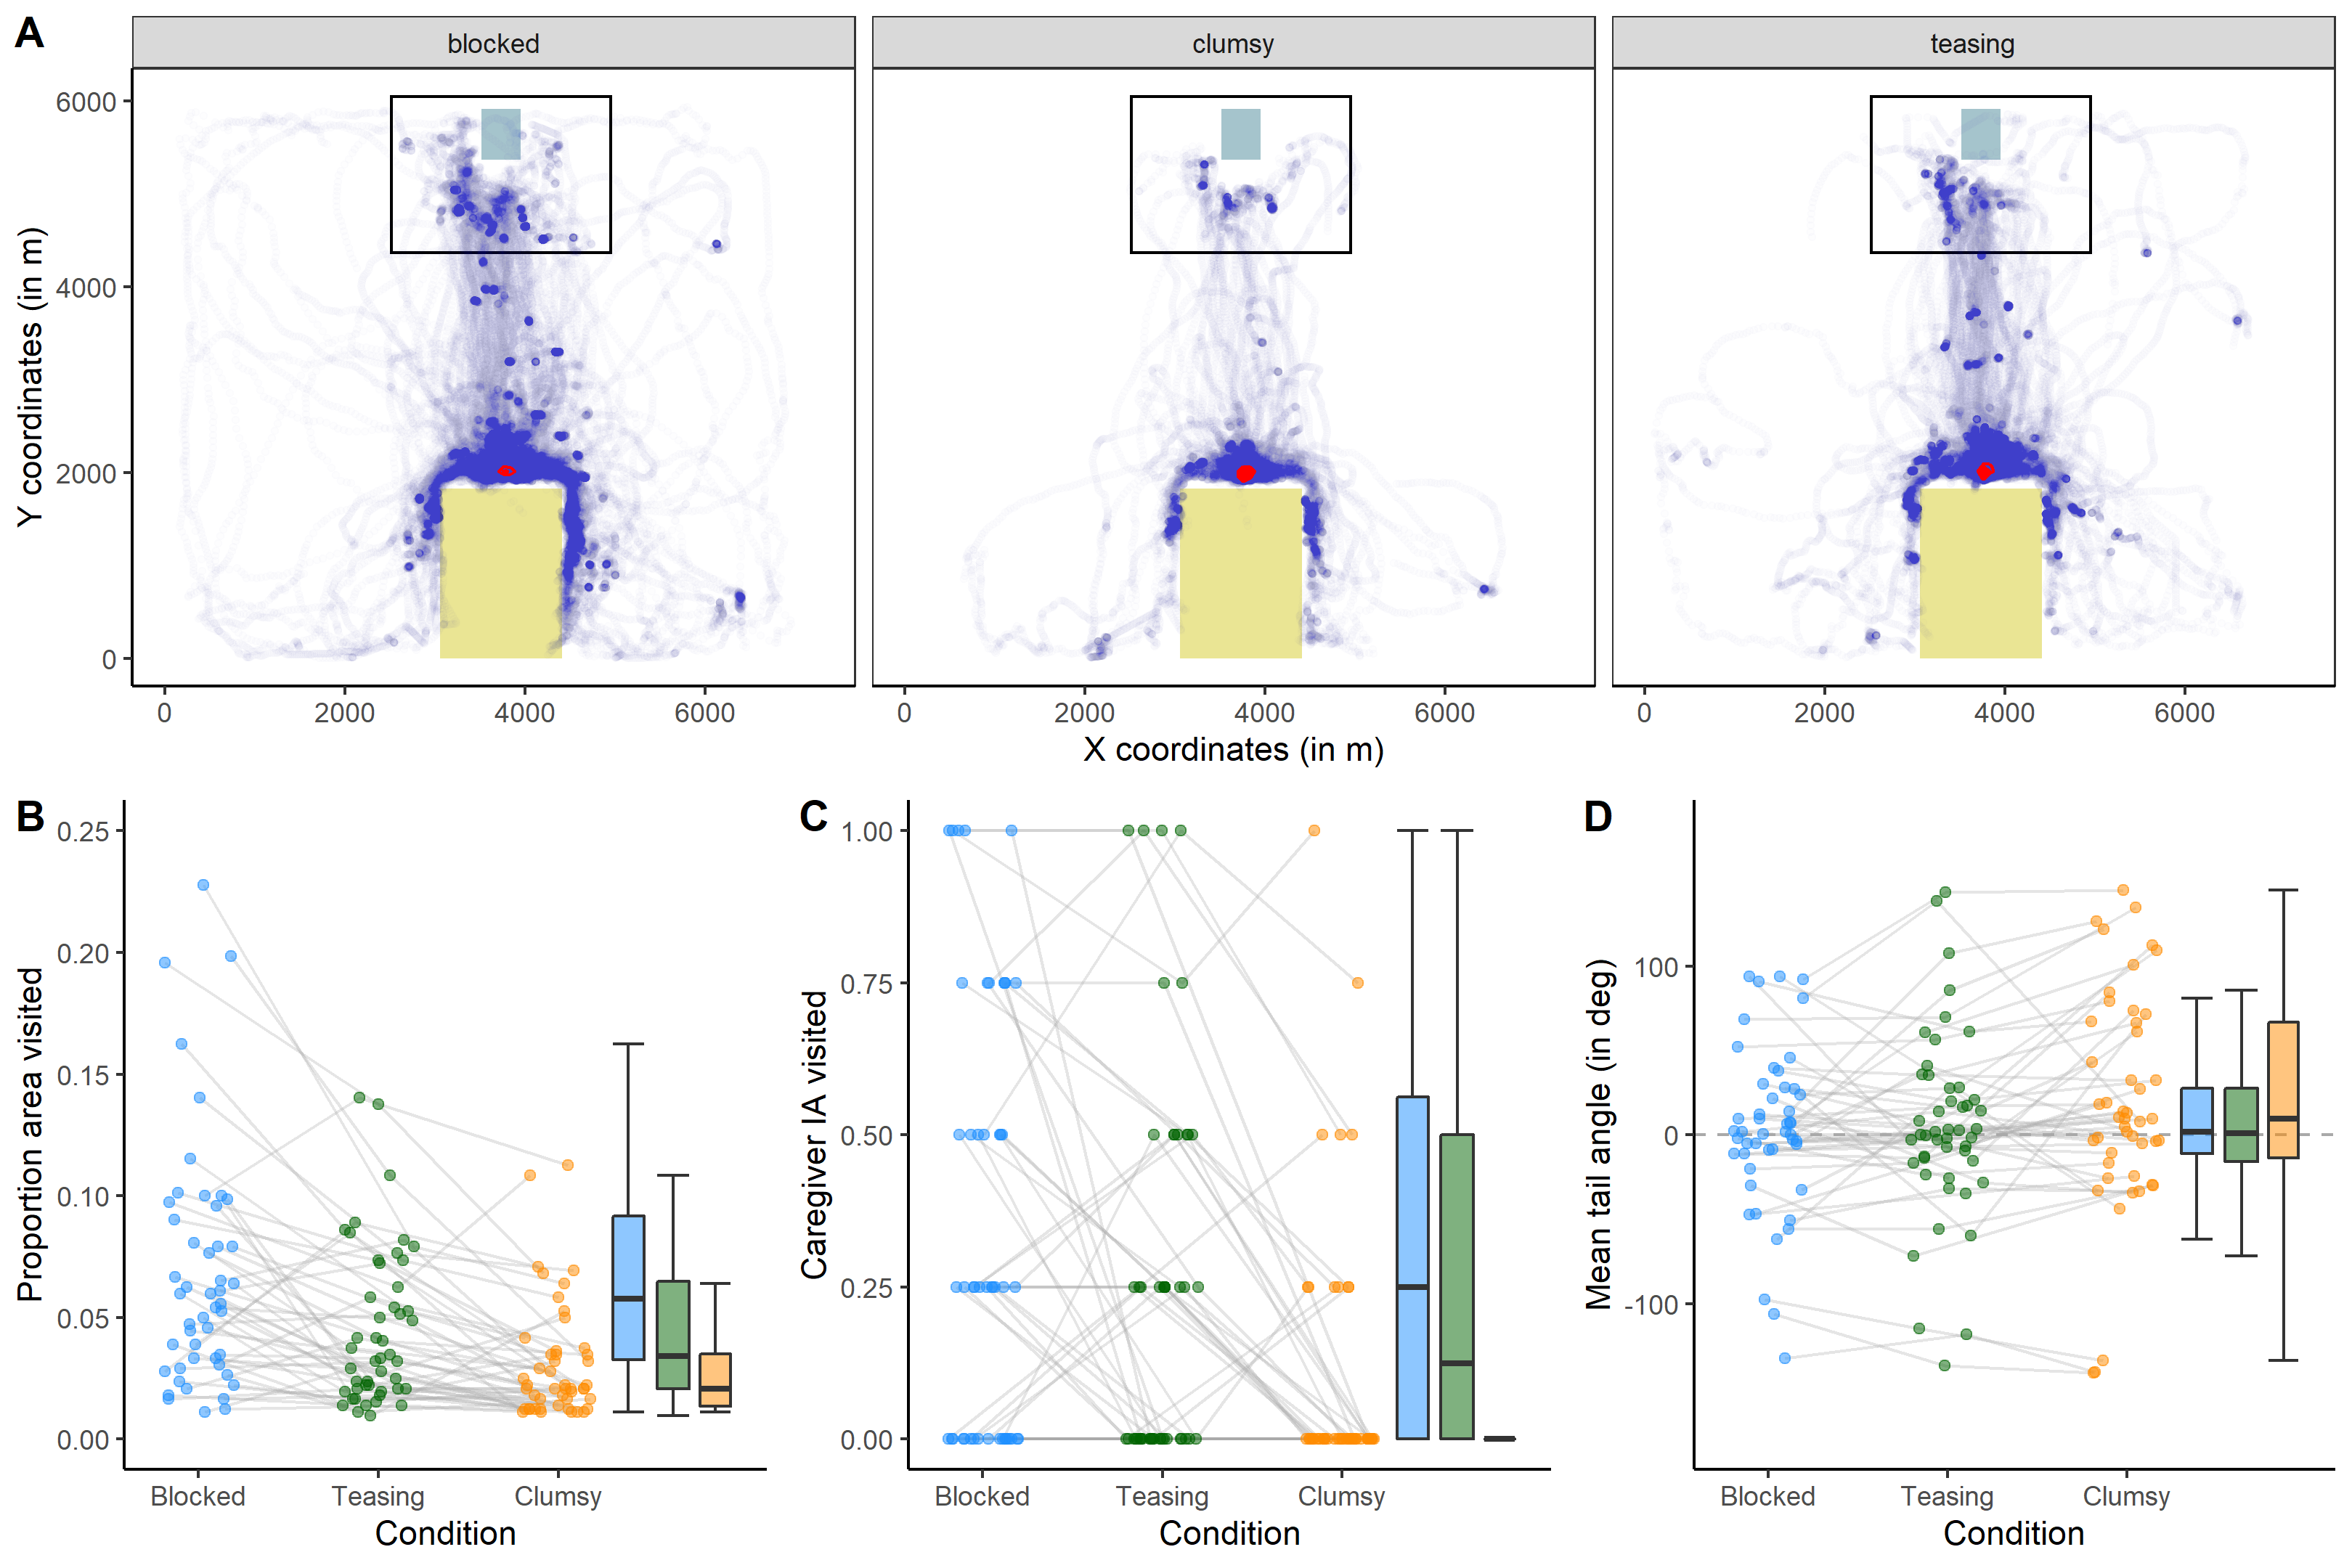 A
blocked
clumsy
teasing
Y coordinates (in m)
6000
4000
2000
0
0 2000 4000 6000
0 2000 4000 6000
0 2000 4000 6000
X coordinates (in m)
B
Proportion area visited
0.25
0.20
0.15
0.10
0.05
0.00
Blocked Teasing Clumsy
Condition
C
Caregiver IA visited
1.00
0.75
0.50
0.25
0.00
Blocked Teasing Clumsy
Condition
D
Mean tail angle (in deg)
100
0
-100
Blocked Teasing Clumsy
Condition